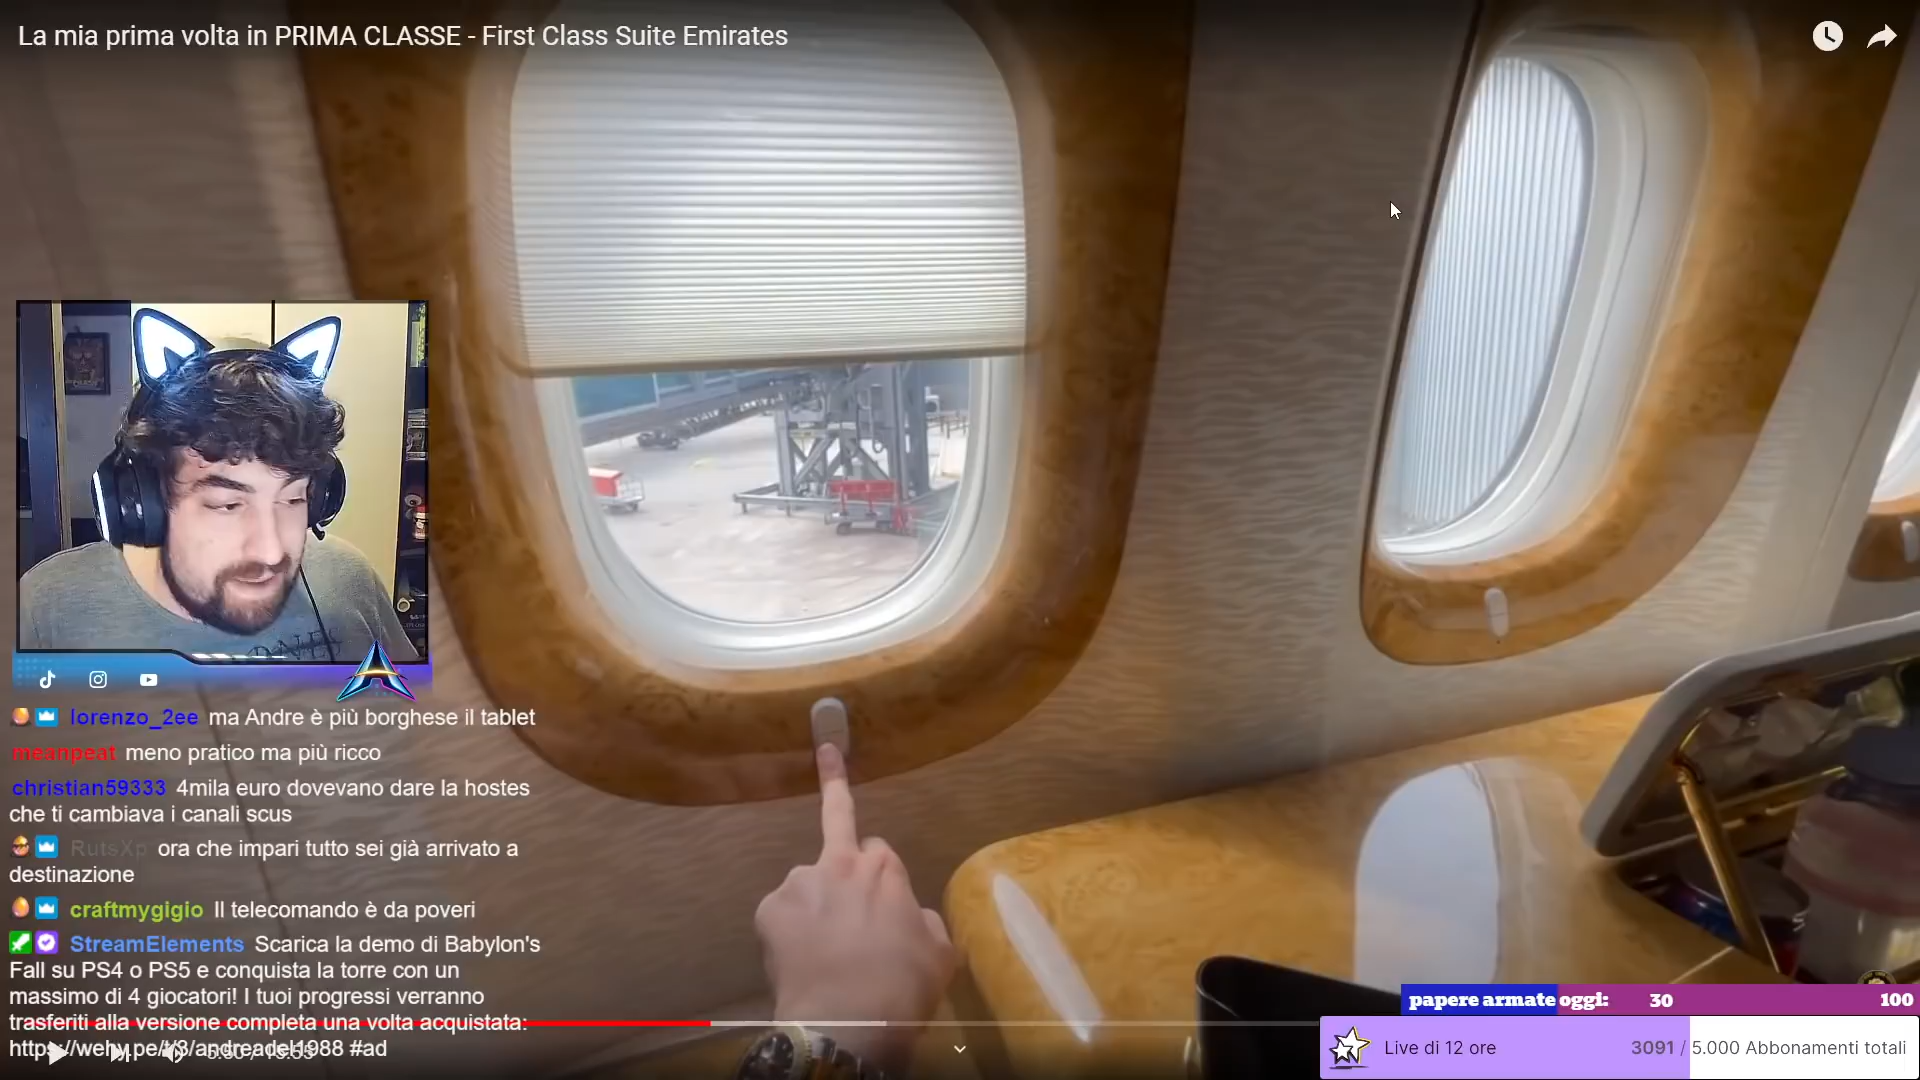 La mia prima volta in PRIMA CLASSE - First Class Suite Emirates
lorenzo_2ee ma Andre è più borghese il tablet
meanpeat meno pratico ma più ricco
christian59333 4mila euro dovevano dare la hostes
che ti cambiava i canali scus
RutsXp ora che impari tutto sei già arrivato a
destinazione
craftmygigio Il telecomando è da poveri
StreamElements Scarica la demo di Babylon's
Fall su PS4 o PS5 e conquista la torre con un
massimo di 4 giocatori! I tuoi progressi verranno
trasferiti alla versione completa una volta acquistata:
#ad
papere armate oggi: 30 100
Live di 12 ore 3091 / 5.000 Abbonamenti totali